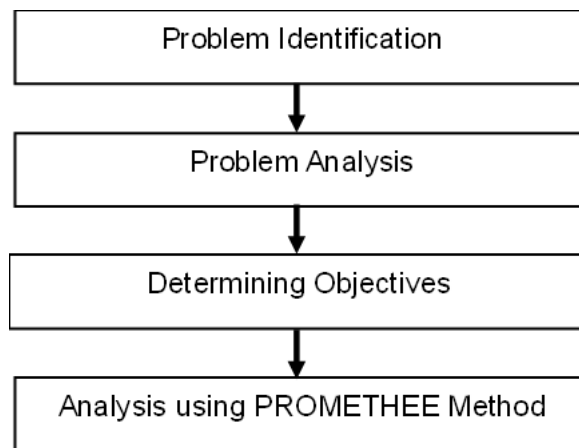 Problem Identification
Problem Analysis
Determining Objectives
Analysis using PROMETHEE Method